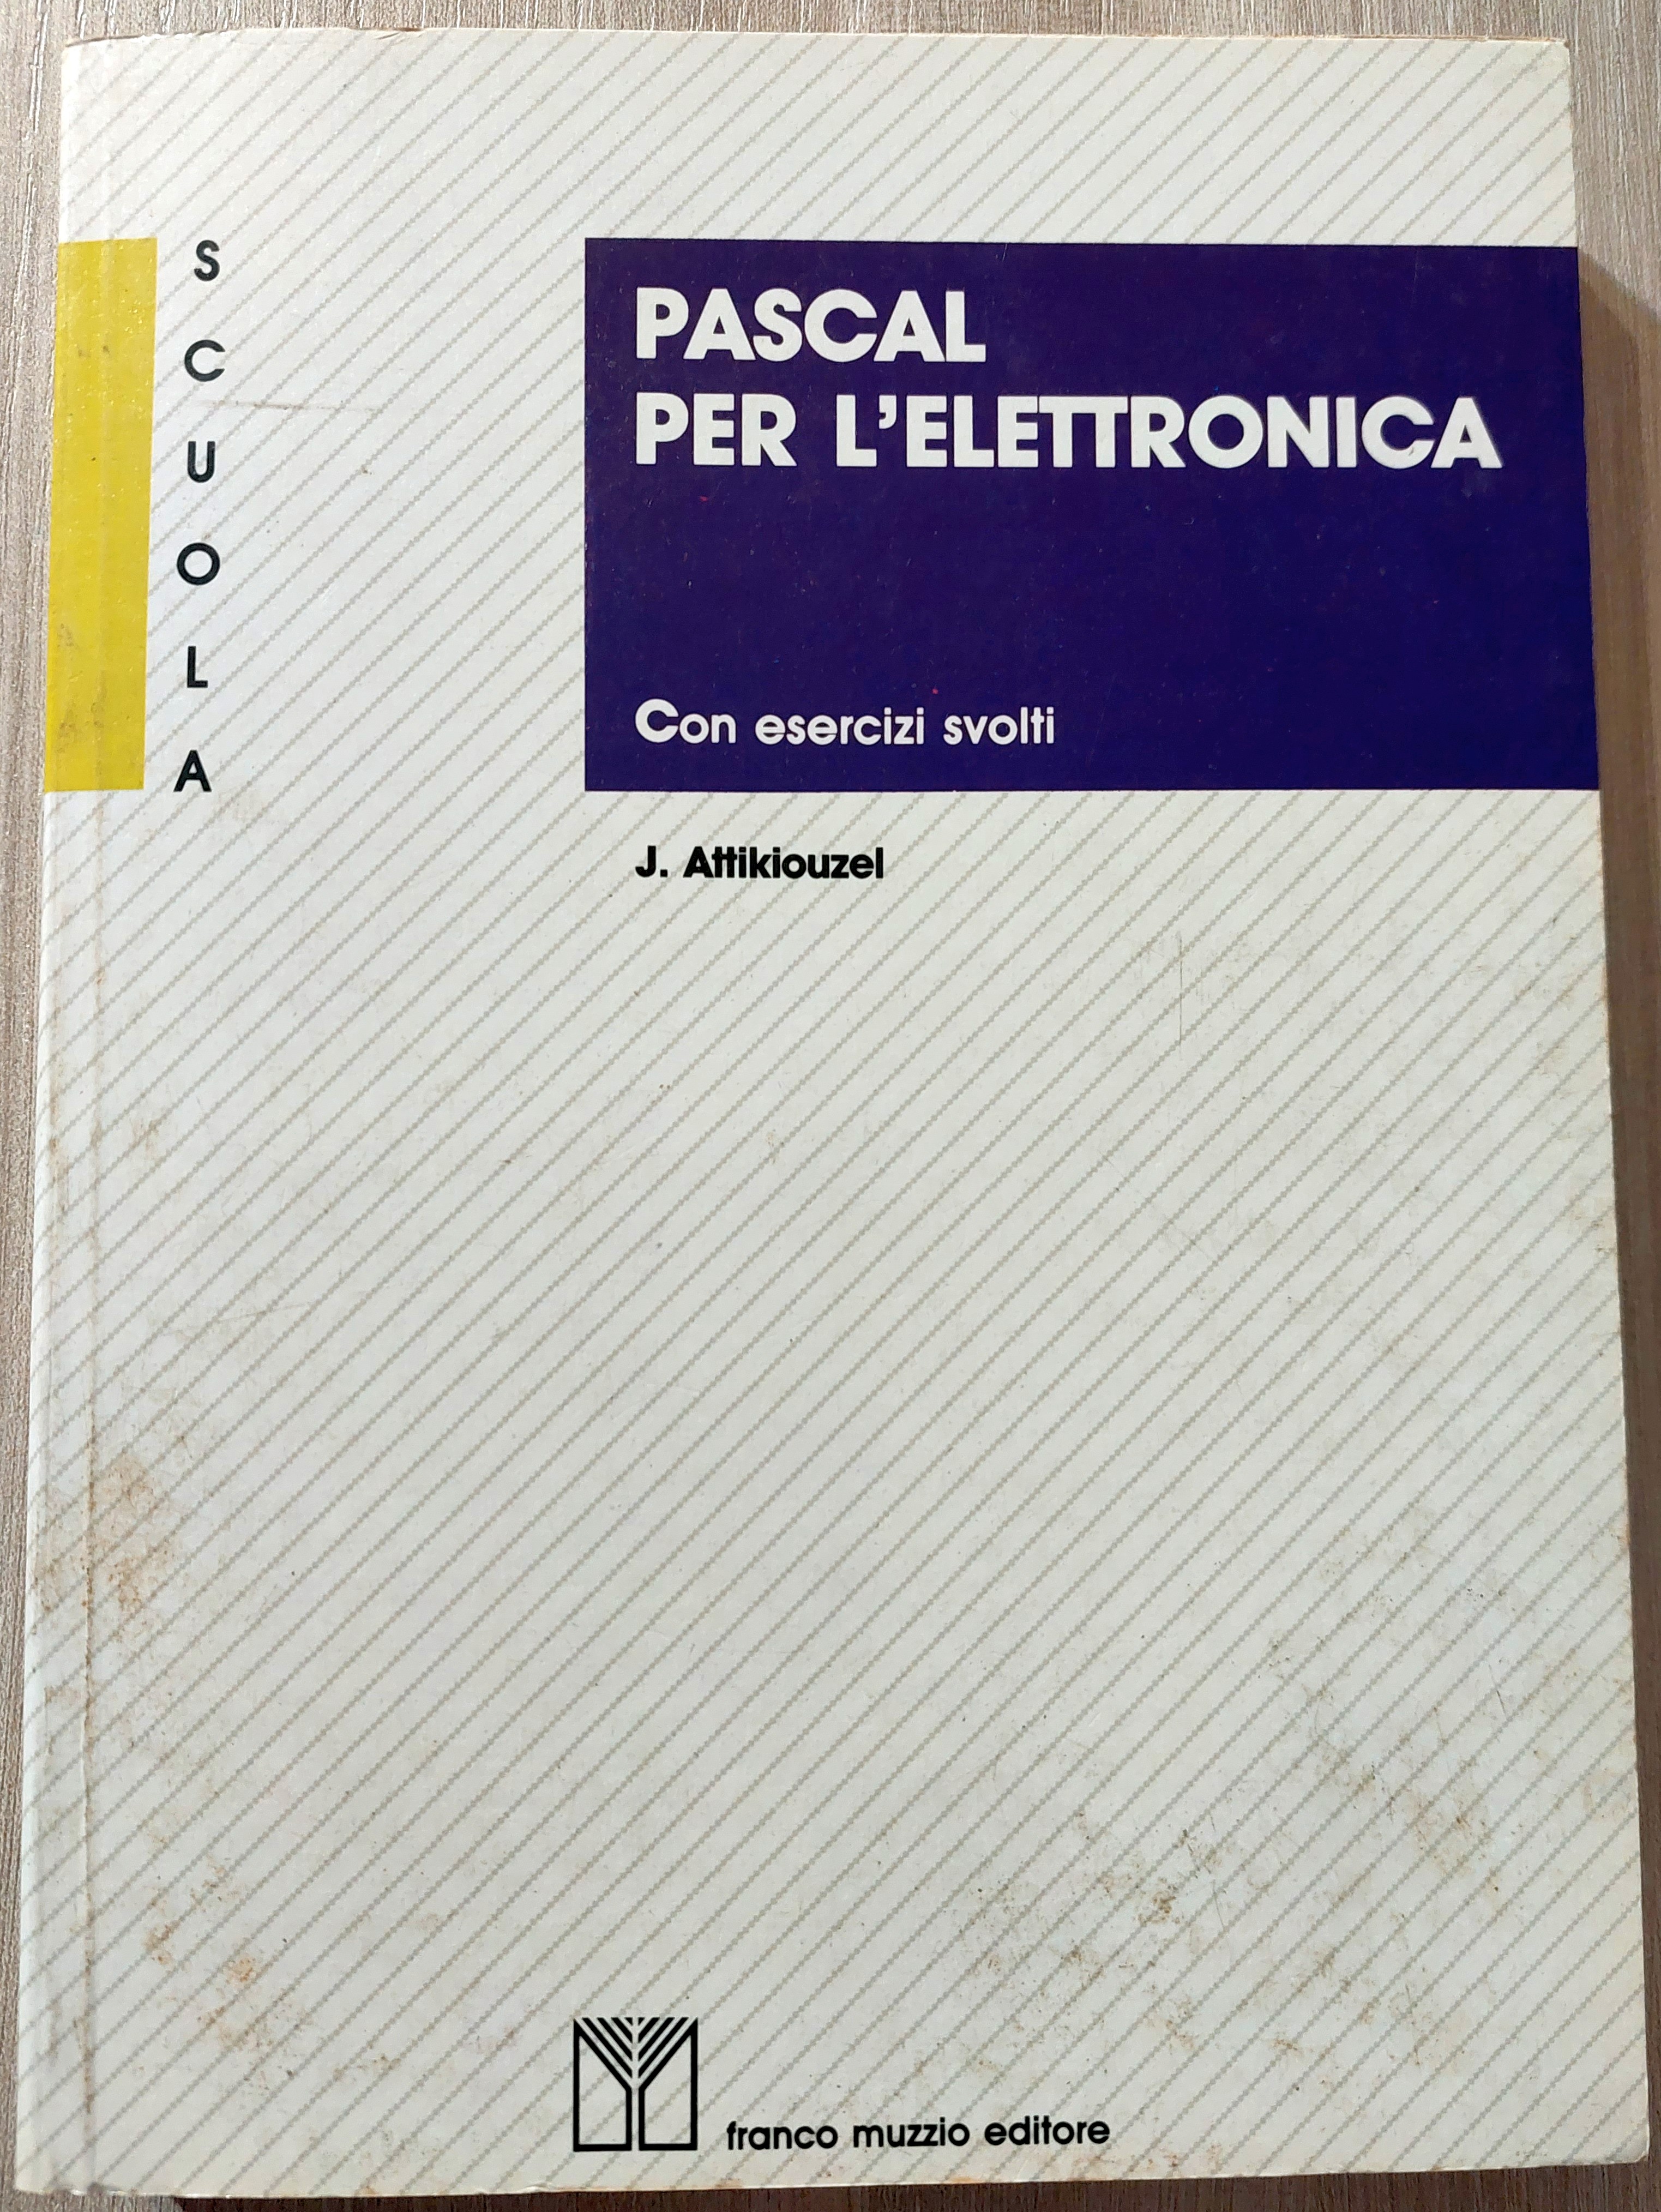 SCUOLA
PASCAL
PER L'ELETTRONICA
Con esercizi svolti
J. Attikiouzel
franco muzzio editore